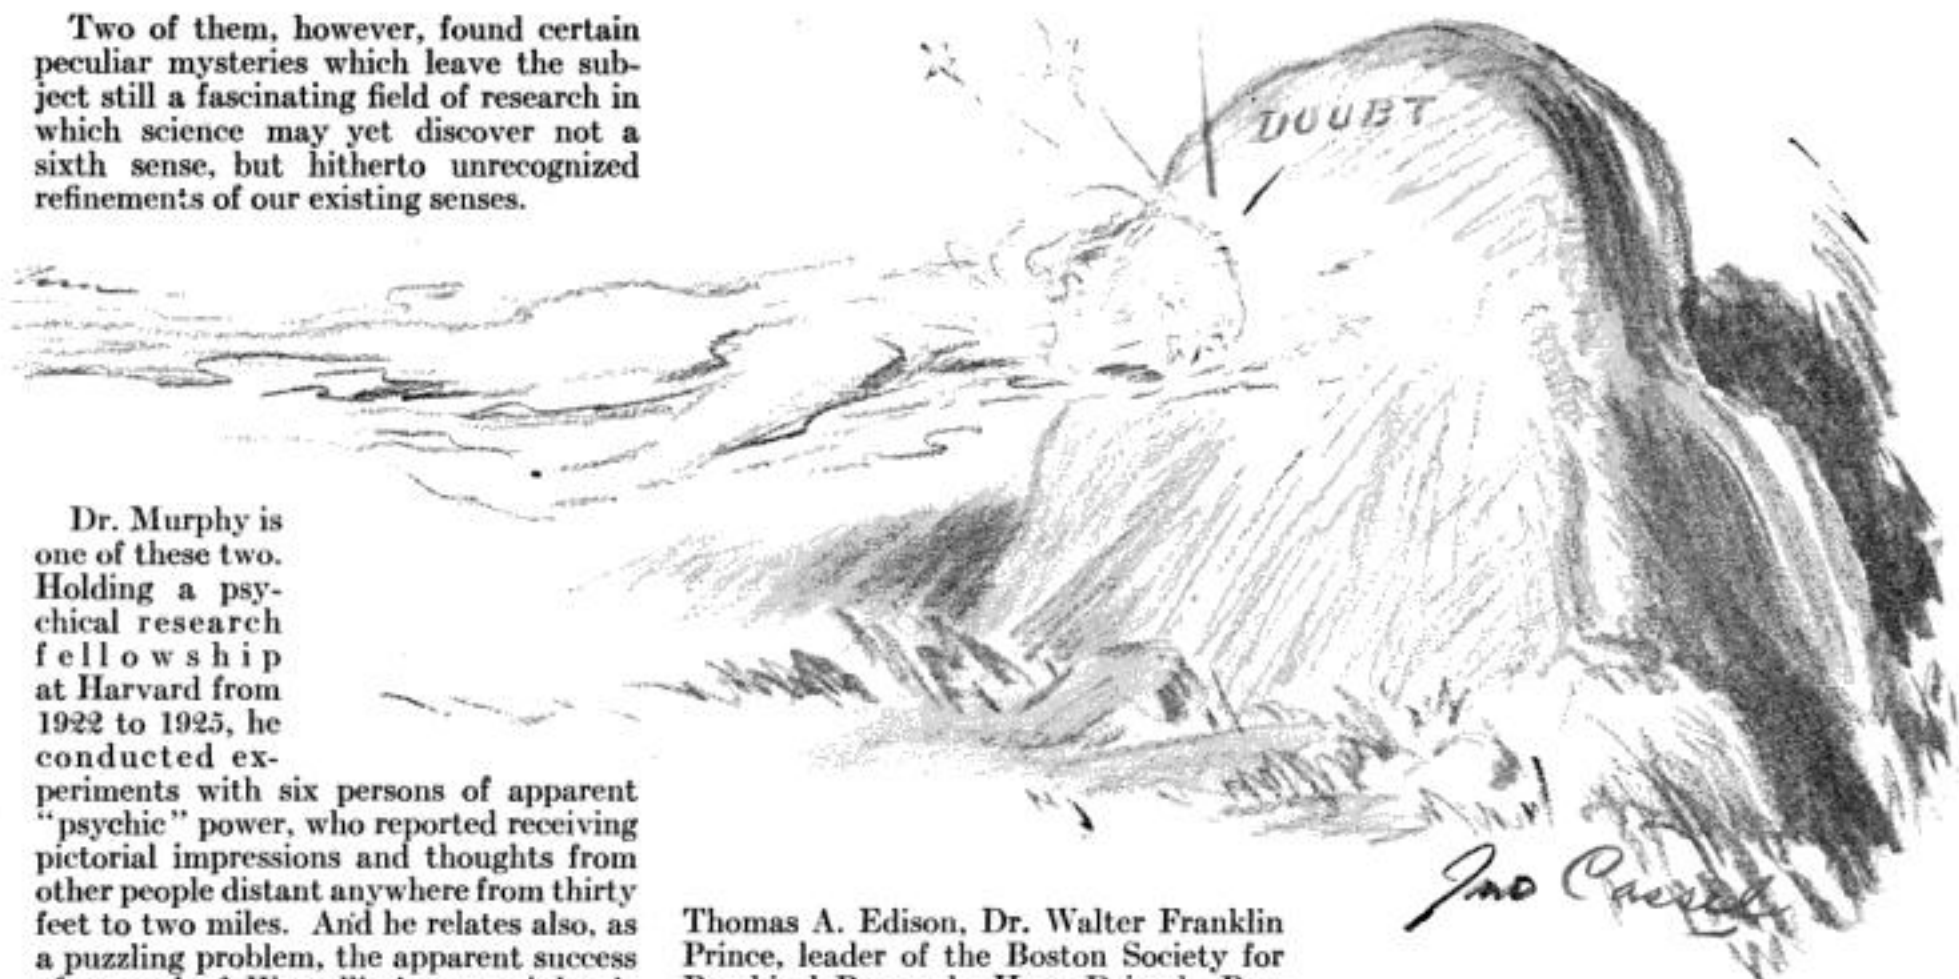 Two of them, however, found certain
peculiar mysteries which leave the sub-
ject still a fascinating field of research in
which science may yet discover not a
sixth sense, but hitherto unrecognized
refinements of our existing senses.
DOUBT
Dr. Murphy is
one of these two.
Holding a psy-
chical research
fellowship
at Harvard from
1922 to 1925, he
conducted ex-
periments with six persons of apparent
“psychic” power, who reported receiving
pictorial impressions and thoughts from
other people distant anywhere from thirty
feet to two miles. And he relates also, as
a puzzling problem, the apparent success
Jno Cassel
Thomas A. Edison, Dr. Walter Franklin
Prince, leader of the Boston Society for